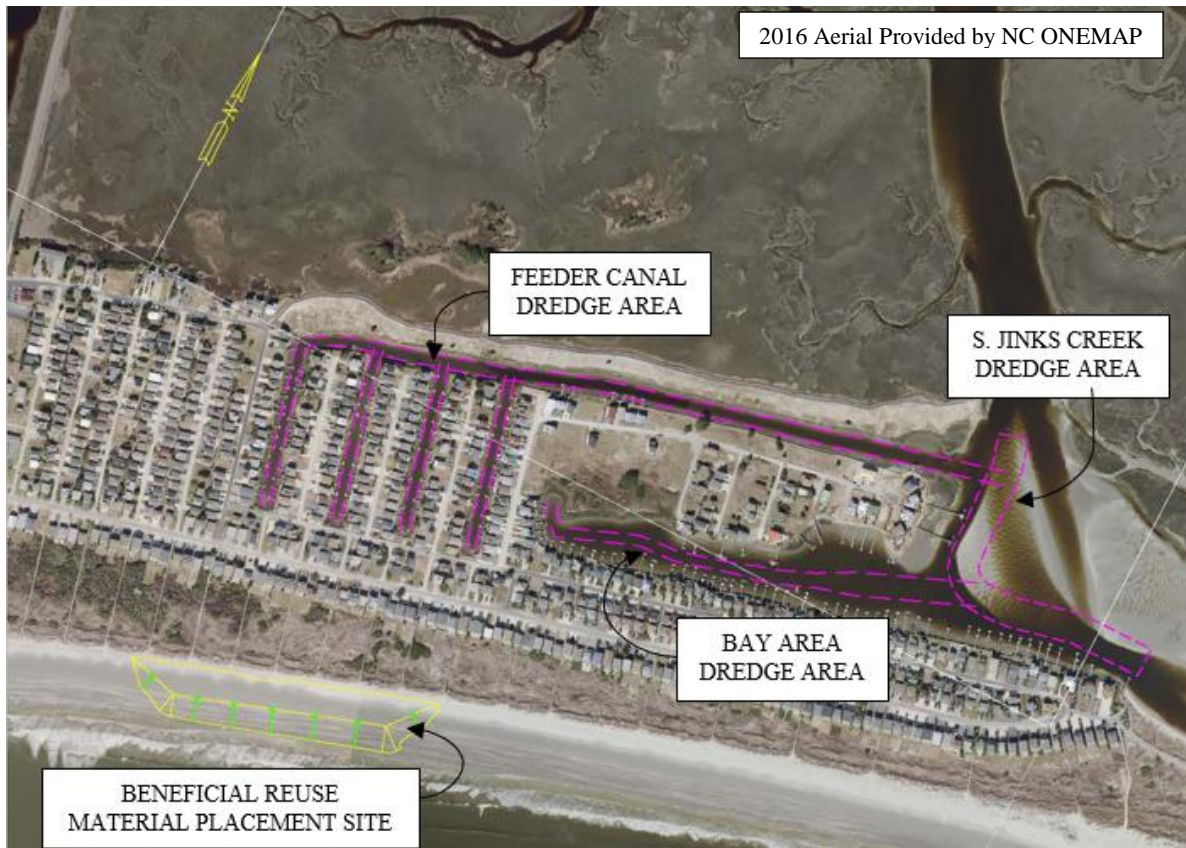 2016 Aerial Provided by NC ONEMAP
N
FEEDER CANAL
DREDGE AREA
S. JINKS CREEK
DREDGE AREA
BAY AREA
DREDGE AREA
BENEFICIAL REUSE
MATERIAL PLACEMENT SITE